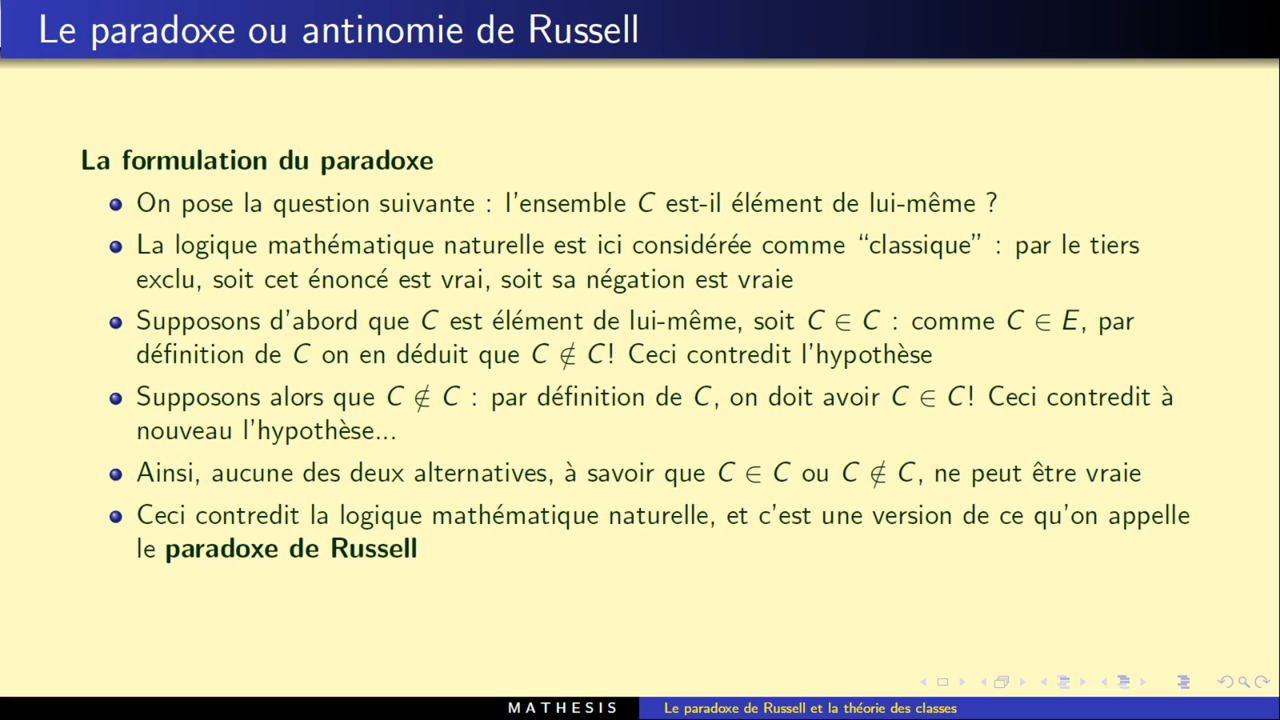 Le paradoxe ou antinomie de Russell
La formulation du paradoxe
On pose la question suivante : l'ensemble C est-il élément de lui-même ?
La logique mathématique naturelle est ici considérée comme “classique” : par le tiers
exclu, soit cet énoncé est vrai, soit sa négation est vraie
Supposons d'abord que C est élément de lui-même, soit C ∈ C : comme C ∈ E, par
définition de C on en déduit que C ∉ C! Ceci contredit l'hypothèse
Supposons alors que C ∉ C : par définition de C, on doit avoir C ∈ C! Ceci contredit à
nouveau l'hypothèse...
Ainsi, aucune des deux alternatives, à savoir que C ∈ C ou C ∉ C, ne peut être vraie
Ceci contredit la logique mathématique naturelle, et c'est une version de ce qu'on appelle
le paradoxe de Russell
MATHESIS
Le paradoxe de Russell et la théorie des classes